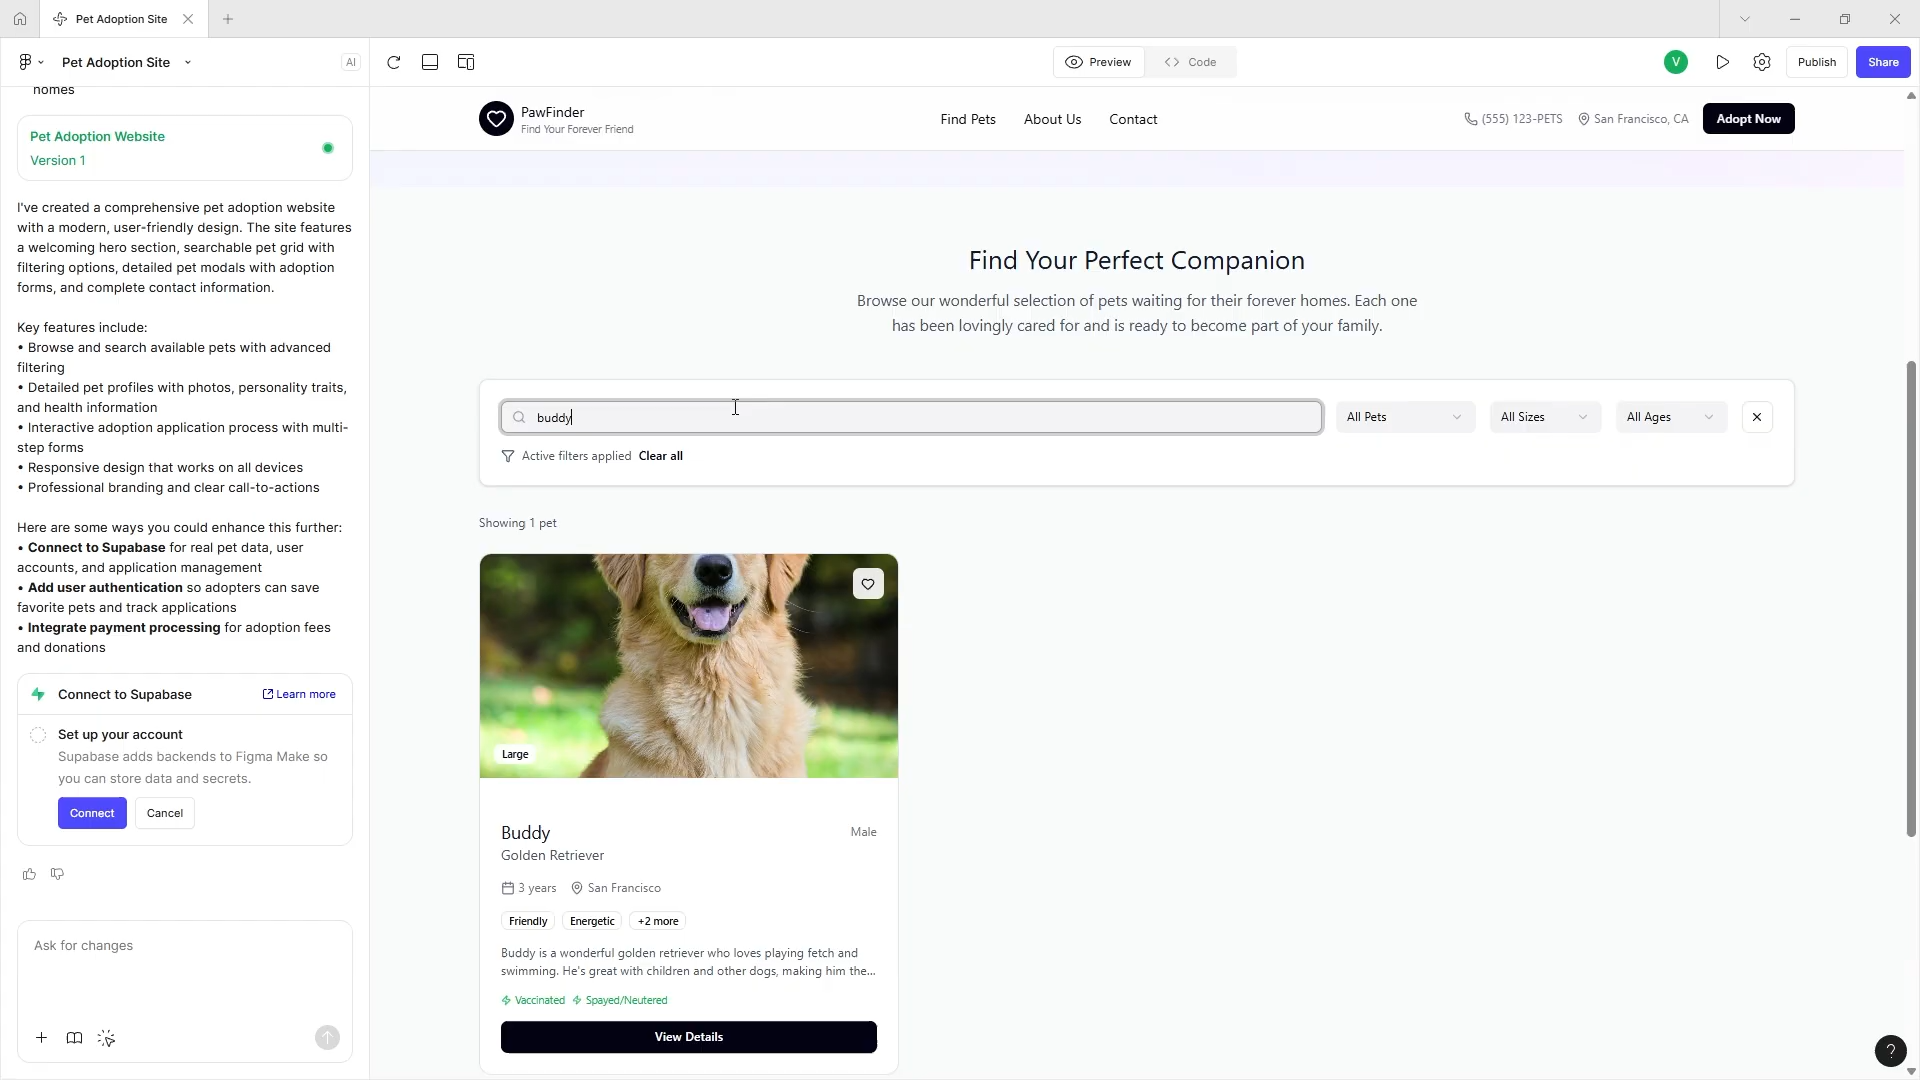 Pet Adoption Site
Pet Adoption Site
AI
Preview
Code
V
Publish
Share
homes
Pet Adoption Website
Version 1
I've created a comprehensive pet adoption website
with a modern, user-friendly design. The site features
a welcoming hero section, searchable pet grid with
filtering options, detailed pet modals with adoption
forms, and complete contact information.
Key features include:
• Browse and search available pets with advanced
filtering
• Detailed pet profiles with photos, personality traits,
and health information
• Interactive adoption application process with multi-
step forms
• Responsive design that works on all devices
• Professional branding and clear call-to-actions
Here are some ways you could enhance this further:
• Connect to Supabase for real pet data, user
accounts, and application management
• Add user authentication so adopters can save
favorite pets and track applications
• Integrate payment processing for adoption fees
and donations
Connect to Supabase
Learn more
Set up your account
Supabase adds backends to Figma Make so
you can store data and secrets.
Connect
Cancel
Ask for changes
PawFinder
Find Your Forever Friend
Find Pets
About Us
Contact
(555) 123-PETS
San Francisco, CA
Adopt Now
Find Your Perfect Companion
Browse our wonderful selection of pets waiting for their forever homes. Each one
has been lovingly cared for and is ready to become part of your family.
buddy
All Pets
All Sizes
All Ages
Active filters applied
Clear all
Showing 1 pet
Large
Buddy
Male
Golden Retriever
3 years
San Francisco
Friendly
Energetic
+2 more
Buddy is a wonderful golden retriever who loves playing fetch and
swimming. He's great with children and other dogs, making him the...
Vaccinated
Spayed/Neutered
View Details
?